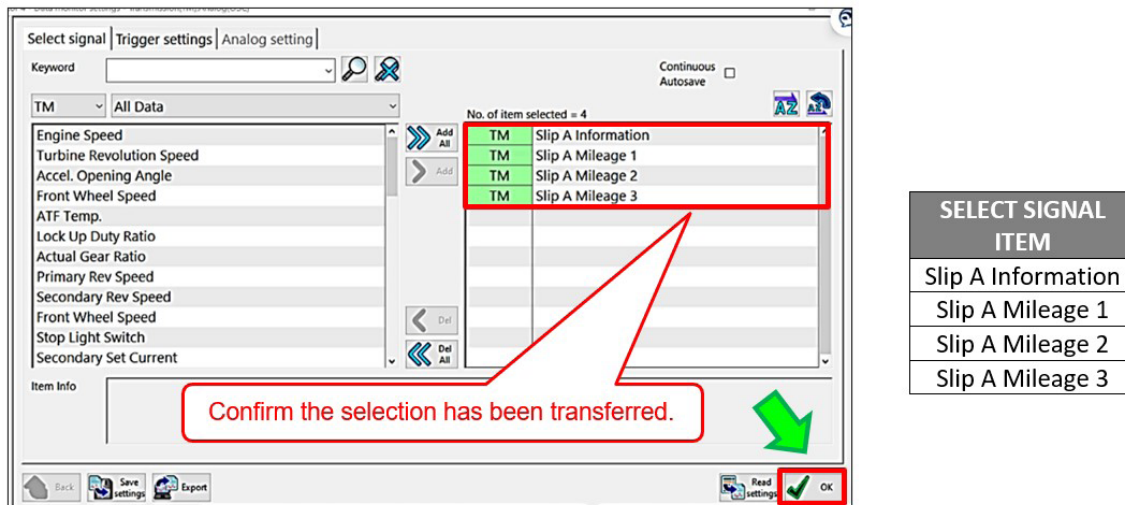 Select signal Trigger settings Analog setting
Keyword
Continuous
Autosave
TM All Data
No. of item selected = 4
AZ
Engine Speed
Turbine Revolution Speed
Accel. Opening Angle
Front Wheel Speed
ATF Temp.
Lock Up Duty Ratio
Actual Gear Ratio
Primary Rev Speed
Secondary Rev Speed
Front Wheel Speed
Stop Light Switch
Secondary Set Current
Add
All
Add
Del
Del
All
TM Slip A Information
TM Slip A Mileage 1
TM Slip A Mileage 2
TM Slip A Mileage 3
Item Info
Confirm the selection has been transferred.
Back
Save
settings
Export
Read
settings
OK
SELECT SIGNAL
ITEM
Slip A Information
Slip A Mileage 1
Slip A Mileage 2
Slip A Mileage 3